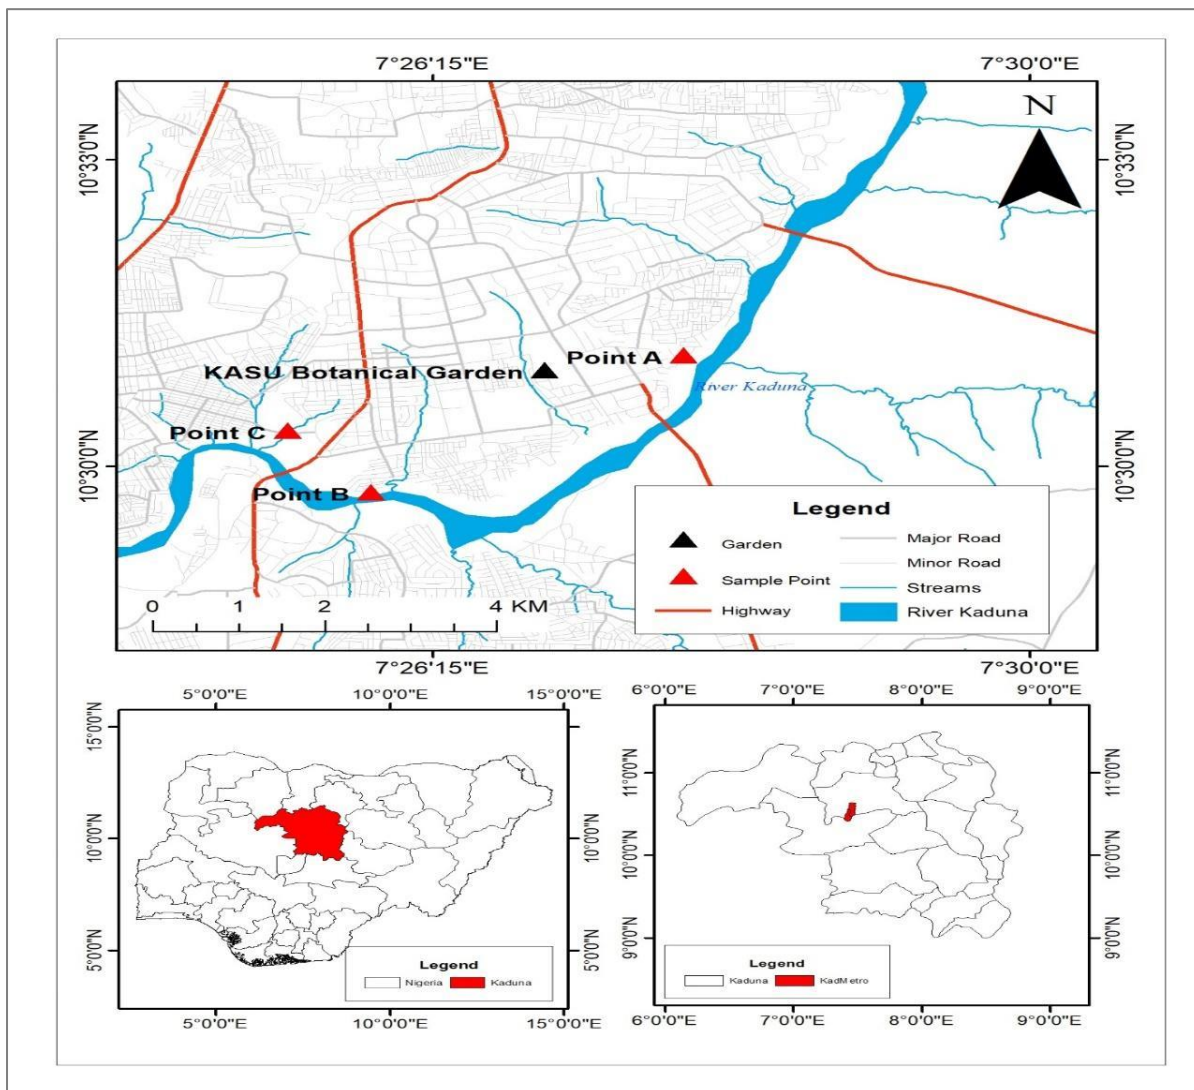 7°26'15"E 7°30'0"E
N
10°33'0"N 10°33'0"N
Point A
KASU Botanical Garden
River Kaduna
Point C
10°30'0"N 10°30'0"N
Point B
Legend
Garden
Sample Point
Highway
Major Road
Minor Road
Streams
River Kaduna
0 1 2 4 KM
7°26'15"E 7°30'0"E
5°0'0"E 10°0'0"E 15°0'0"E
15°0'0"N
10°0'0"N 10°0'0"N
5°0'0"N 5°0'0"N
Legend
Nigeria Kaduna
5°0'0"E 10°0'0"E 15°0'0"E
6°0'0"E 7°0'0"E 8°0'0"E 9°0'0"E
11°0'0"N 11°0'0"N
10°0'0"N 10°0'0"N
9°0'0"N 9°0'0"N
Legend
Kaduna KadMetro
6°0'0"E 7°0'0"E 8°0'0"E 9°0'0"E